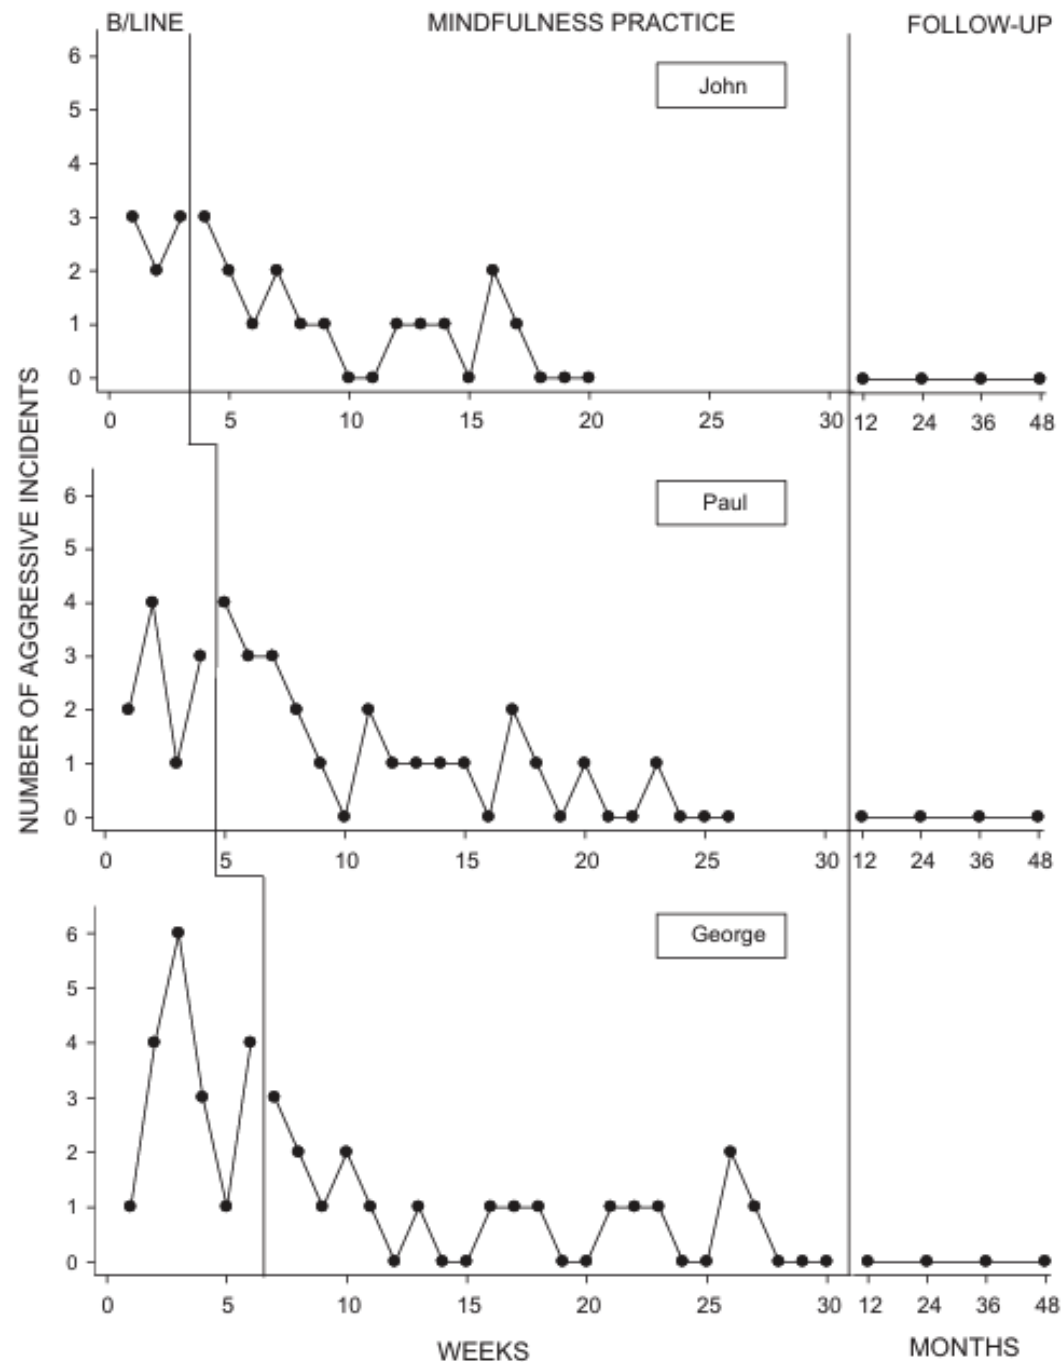 B/LINE MINDFULNESS PRACTICE FOLLOW-UP
NUMBER OF AGGRESSIVE INCIDENTS
John
6
5
4
3
2
1
0
0 5 10 15 20 25 30 12 24 36 48
Paul
6
5
4
3
2
1
0
0 5 10 15 20 25 30 12 24 36 48
George
6
5
4
3
2
1
0
0 5 10 15 20 25 30 12 24 36 48
WEEKS MONTHS